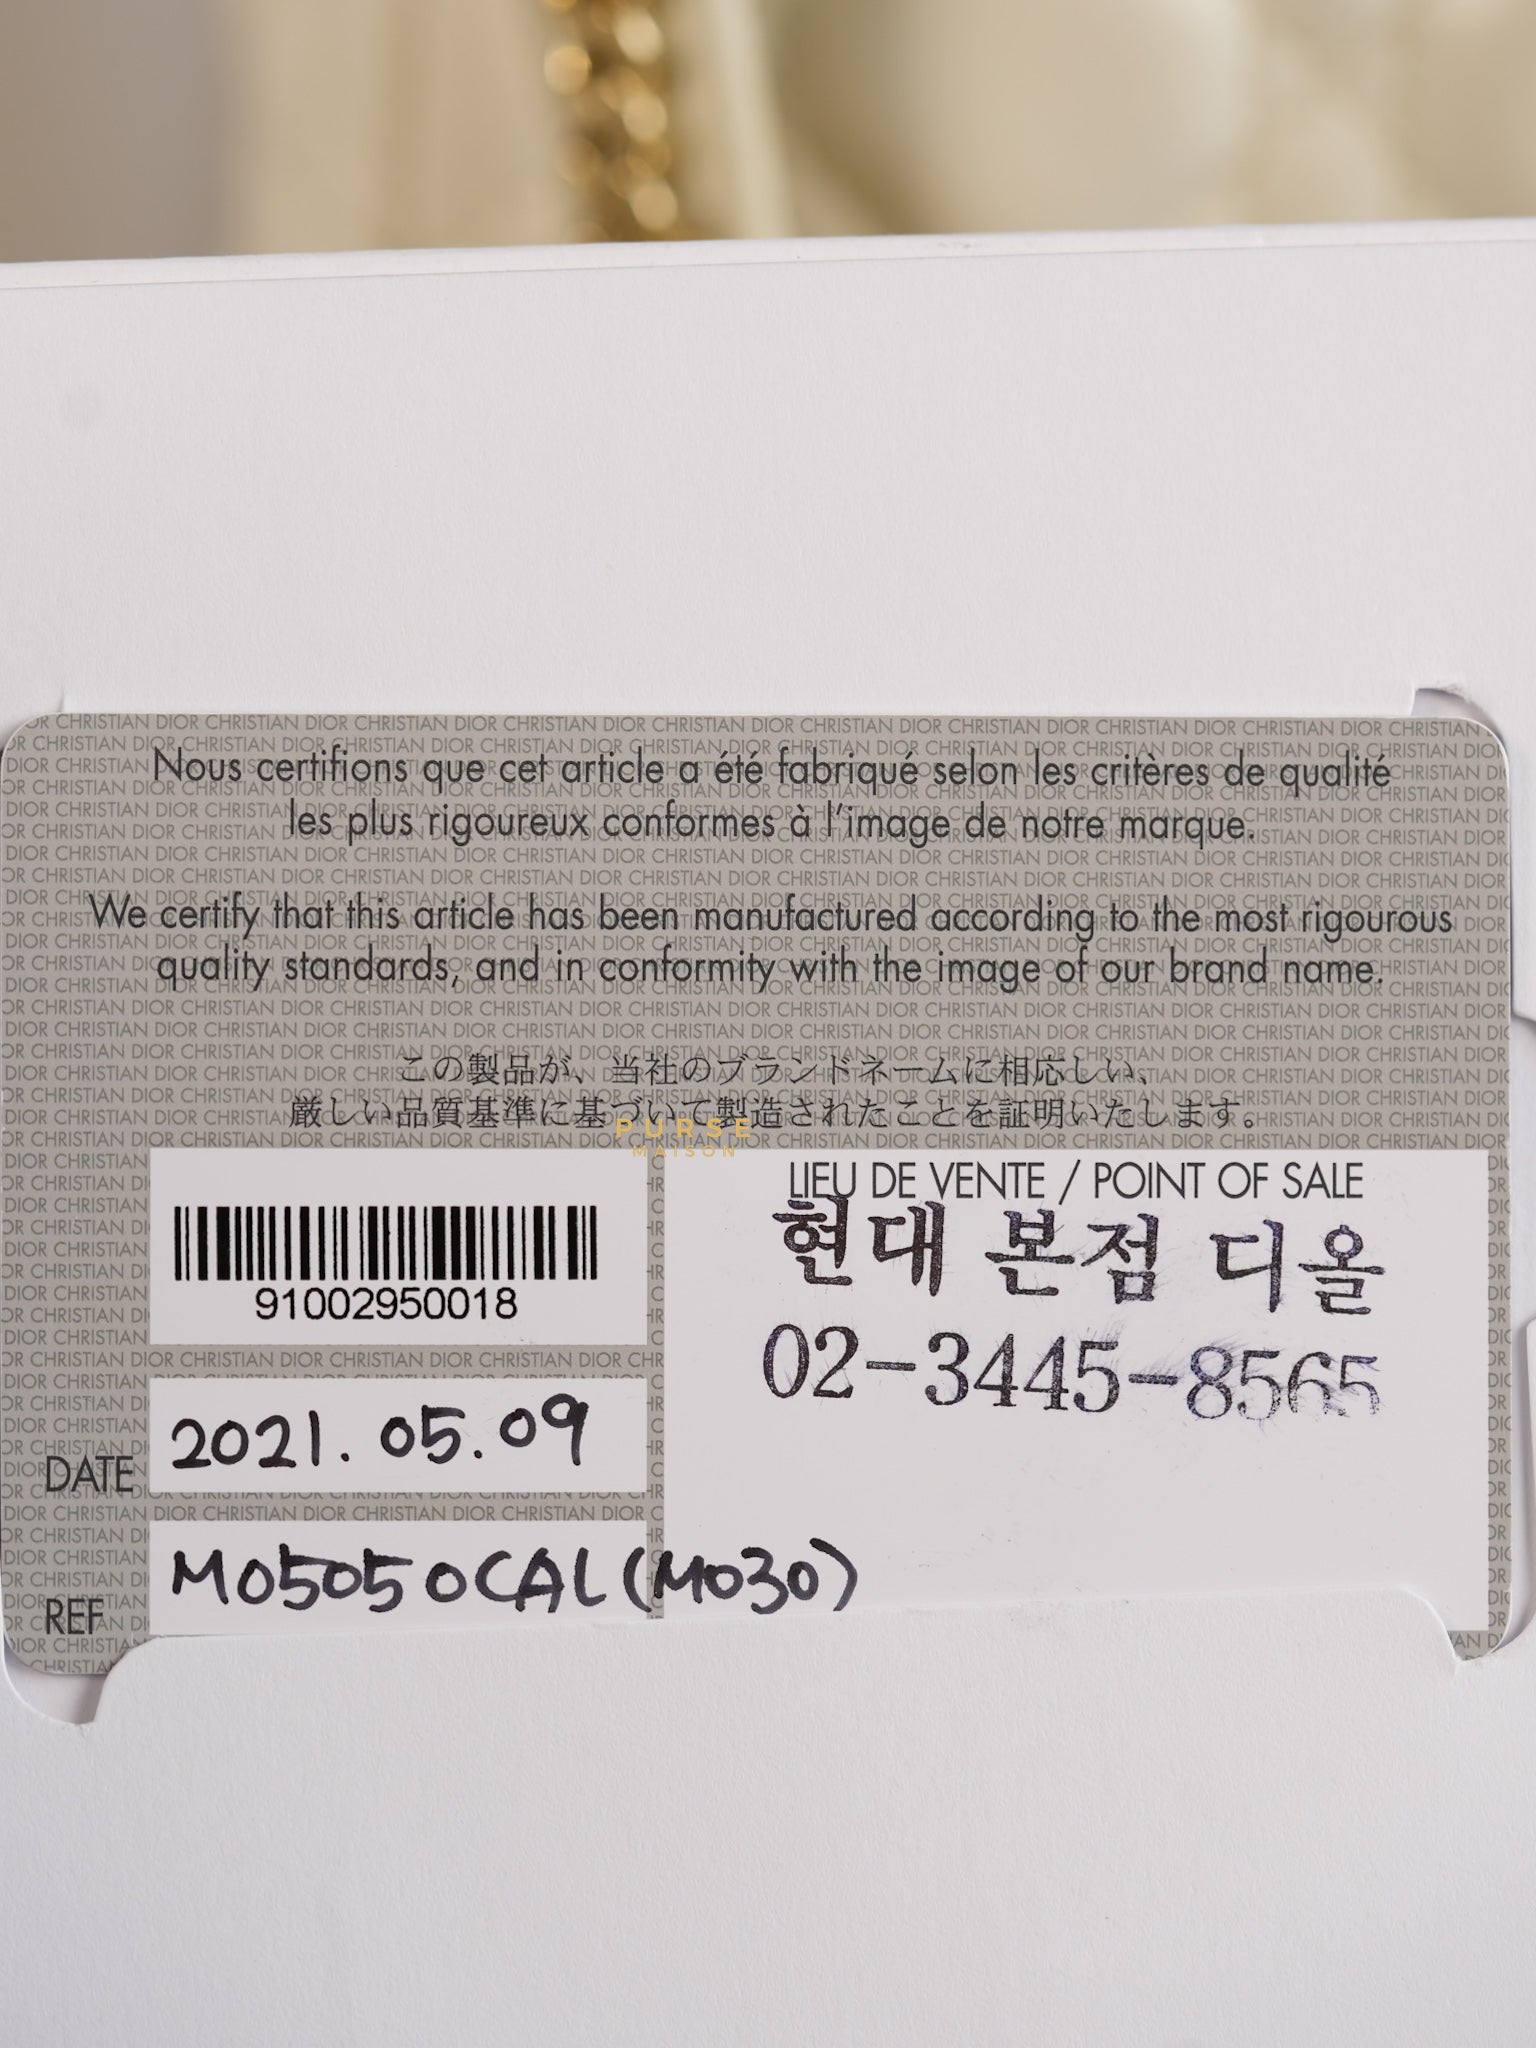 Nous certifions que cet article a été fabriqué selon les critères de qualité
les plus rigoureux conformes à l'image de notre marque.
We certify that this article has been manufactured according to the most rigourous
quality standards, and in conformity with the image of our brand name.
この製品が、当社のブランドネームに相応しい、
厳しい品質基準に基づいて製造されたことを証明いたします。
PURSE
MAISON
91002950018
LIEU DE VENTE / POINT OF SALE
현대 본점 디올
02-3445-8565
DATE 2021.05.09
REF M05050CAL (M030)